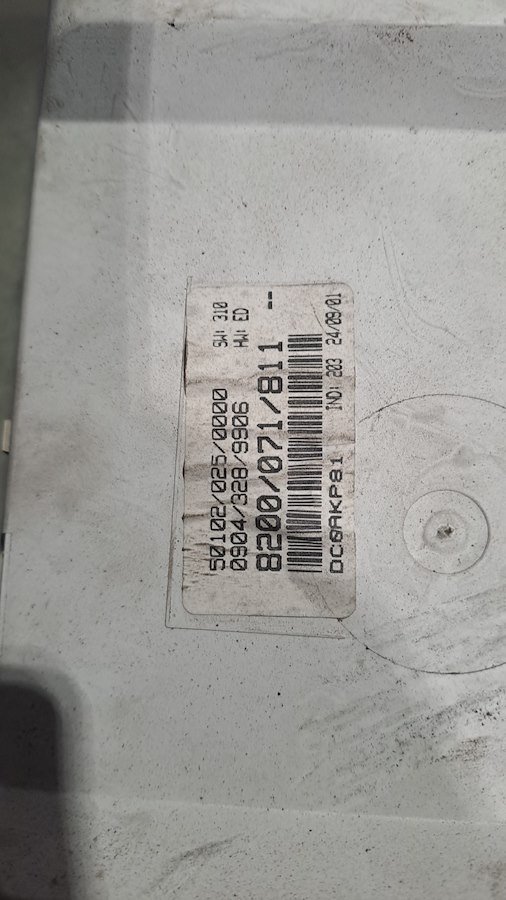 50102/025/0000 SW: 310
0904/328/9906 HW: ED
8200/071/811 --
DC0AKP81 IND: 203 24/09/01